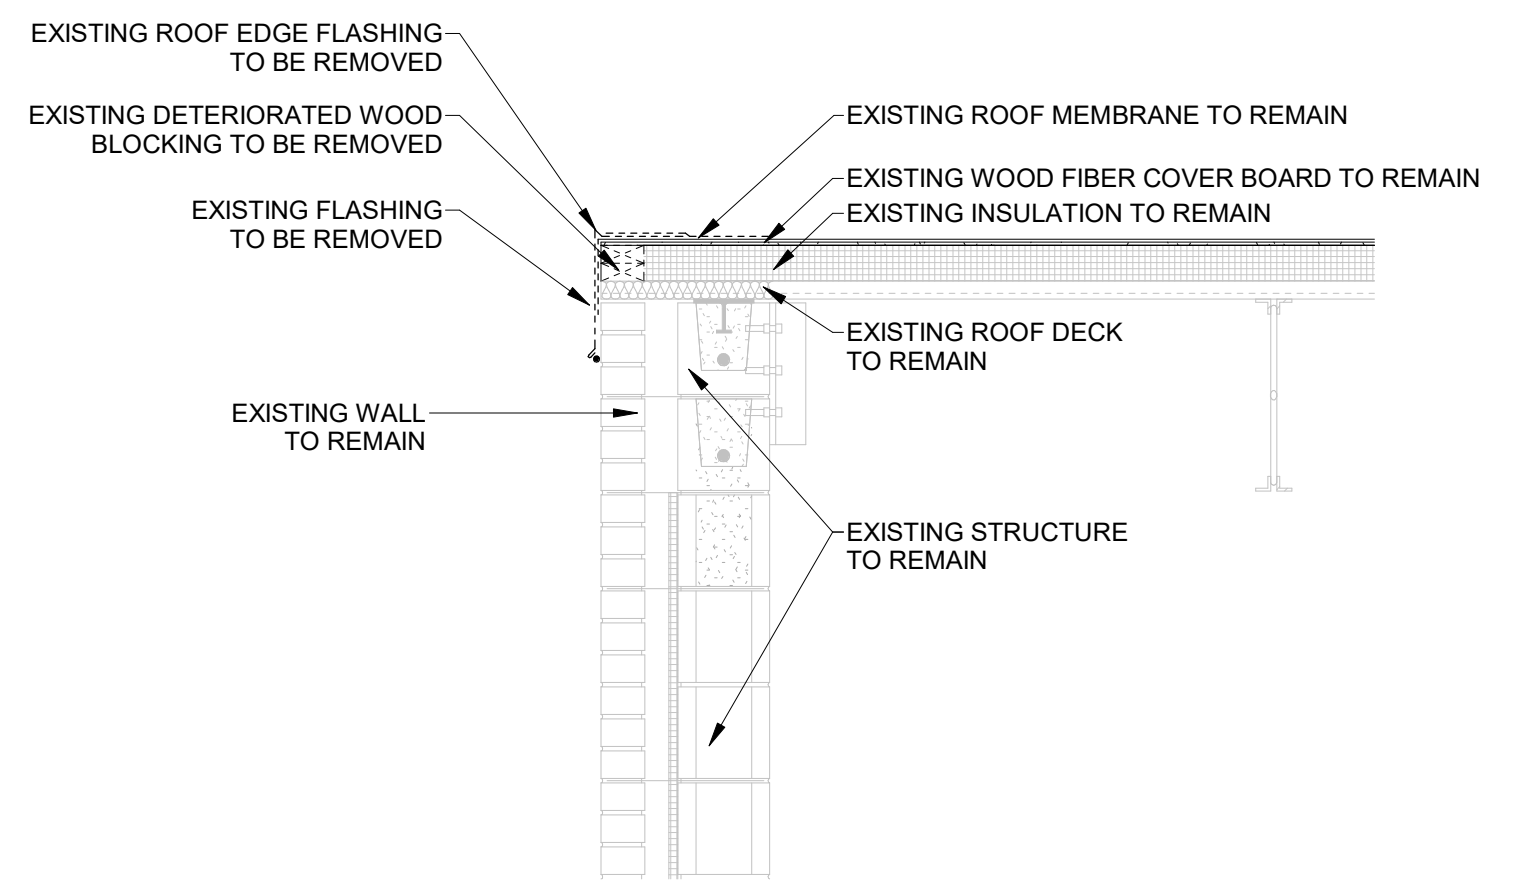 EXISTING ROOF EDGE FLASHING
TO BE REMOVED
EXISTING DETERIORATED WOOD
BLOCKING TO BE REMOVED
EXISTING FLASHING
TO BE REMOVED
EXISTING WALL
TO REMAIN
EXISTING ROOF MEMBRANE TO REMAIN
EXISTING WOOD FIBER COVER BOARD TO REMAIN
EXISTING INSULATION TO REMAIN
EXISTING ROOF DECK
TO REMAIN
EXISTING STRUCTURE
TO REMAIN